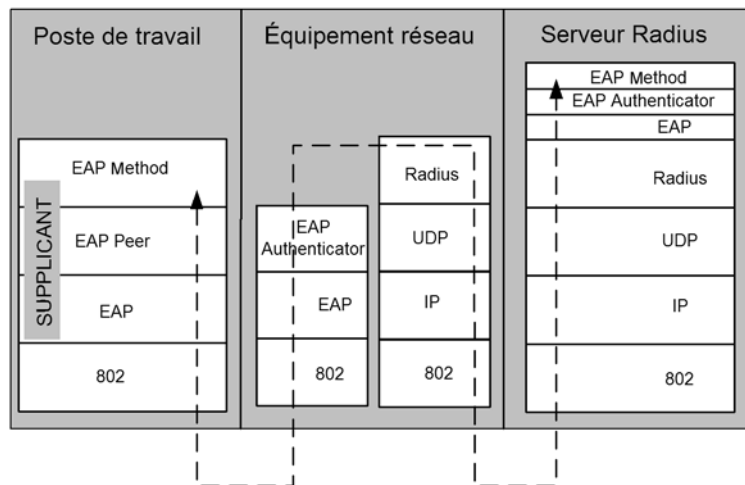 Poste de travail
EAP Method
EAP Peer
EAP
802
SUPPLICANT
Équipement réseau
EAP
Authenticator
EAP
802
Radius
UDP
IP
802
Serveur Radius
EAP Method
EAP Authenticator
EAP
Radius
UDP
IP
802